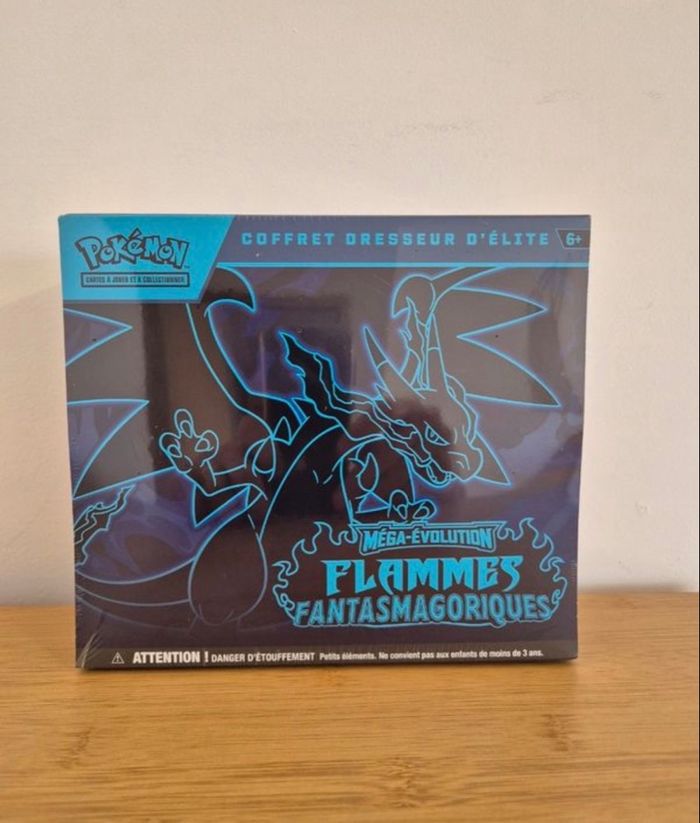 POKÉMON
CARTES À JOUER ET À COLLECTIONNER
COFFRET DRESSEUR D'ÉLITE
6+
MÉGA-ÉVOLUTION
FLAMMES
FANTASMAGORIQUES
⚠ ATTENTION ! DANGER D'ÉTOUFFEMENT Petits éléments. Ne convient pas aux enfants de moins de 3 ans.